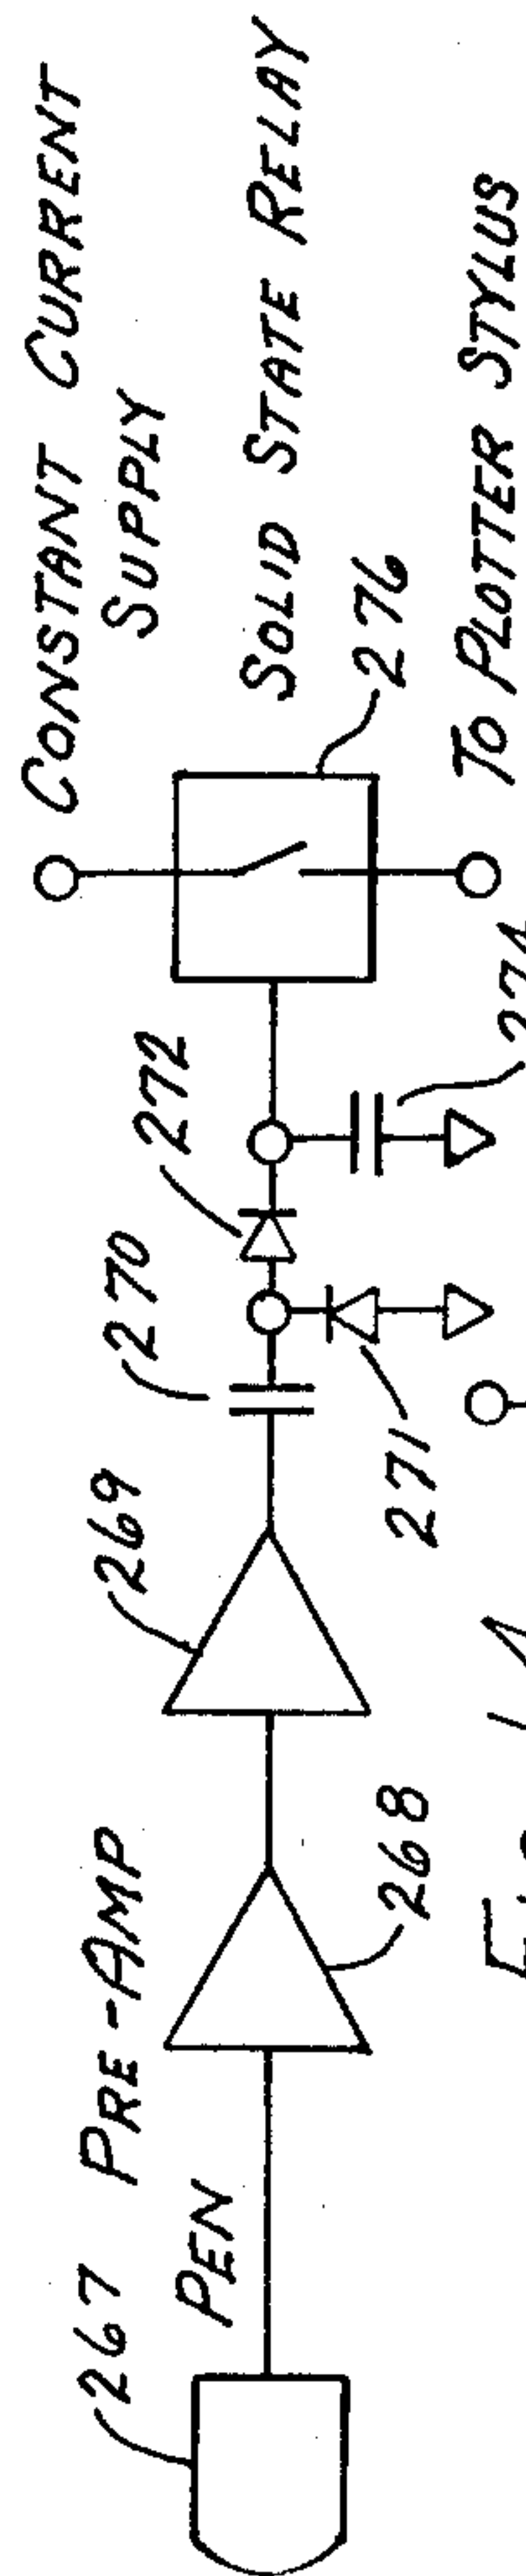 267
PRE-AMP
PEN
268
269
270
271
272
CONSTANT CURRENT
SUPPLY
SOLID STATE RELAY
276
TO PLOTTER STYLUS